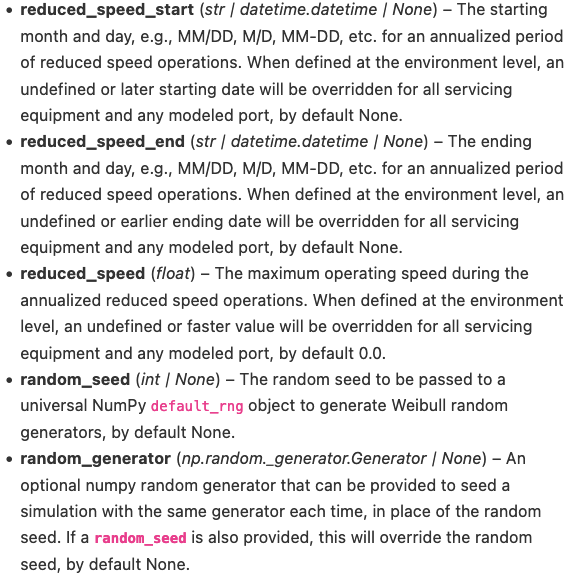 • reduced_speed_start (str | datetime.datetime | None) – The starting
month and day, e.g., MM/DD, M/D, MM-DD, etc. for an annualized period
of reduced speed operations. When defined at the environment level, an
undefined or later starting date will be overridden for all servicing
equipment and any modeled port, by default None.
• reduced_speed_end (str | datetime.datetime | None) – The ending
month and day, e.g., MM/DD, M/D, MM-DD, etc. for an annualized period
of reduced speed operations. When defined at the environment level, an
undefined or earlier ending date will be overridden for all servicing
equipment and any modeled port, by default None.
• reduced_speed (float) – The maximum operating speed during the
annualized reduced speed operations. When defined at the environment
level, an undefined or faster value will be overridden for all servicing
equipment and any modeled port, by default 0.0.
• random_seed (int | None) – The random seed to be passed to a
universal NumPy default_rng object to generate Weibull random
generators, by default None.
• random_generator (np.random._generator.Generator | None) – An
optional numpy random generator that can be provided to seed a
simulation with the same generator each time, in place of the random
seed. If a random_seed is also provided, this will override the random
seed, by default None.